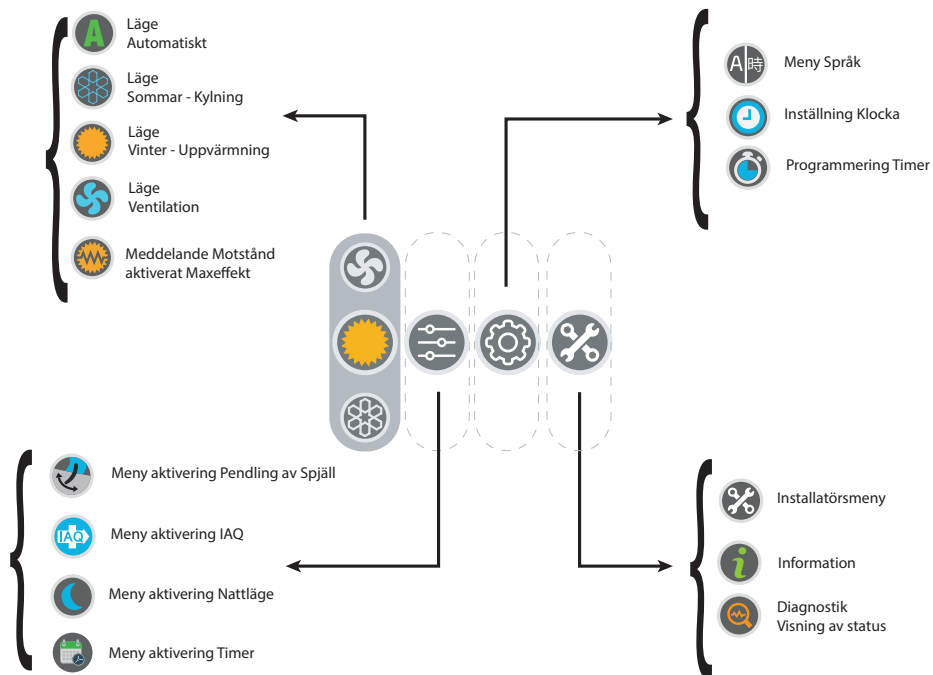 Läge
Automatiskt
Läge
Sommar - Kylning
Läge
Vinter - Uppvärmning
Läge
Ventilation
Meddelande Motstånd
aktiverat Maxeffekt
A
A時
Meny Språk
Inställning Klocka
Programmering Timer
Meny aktivering Pendling av Spjäll
IAQ
Meny aktivering IAQ
Meny aktivering Nattläge
Meny aktivering Timer
Installatörsmeny
i
Information
Diagnostik
Visning av status